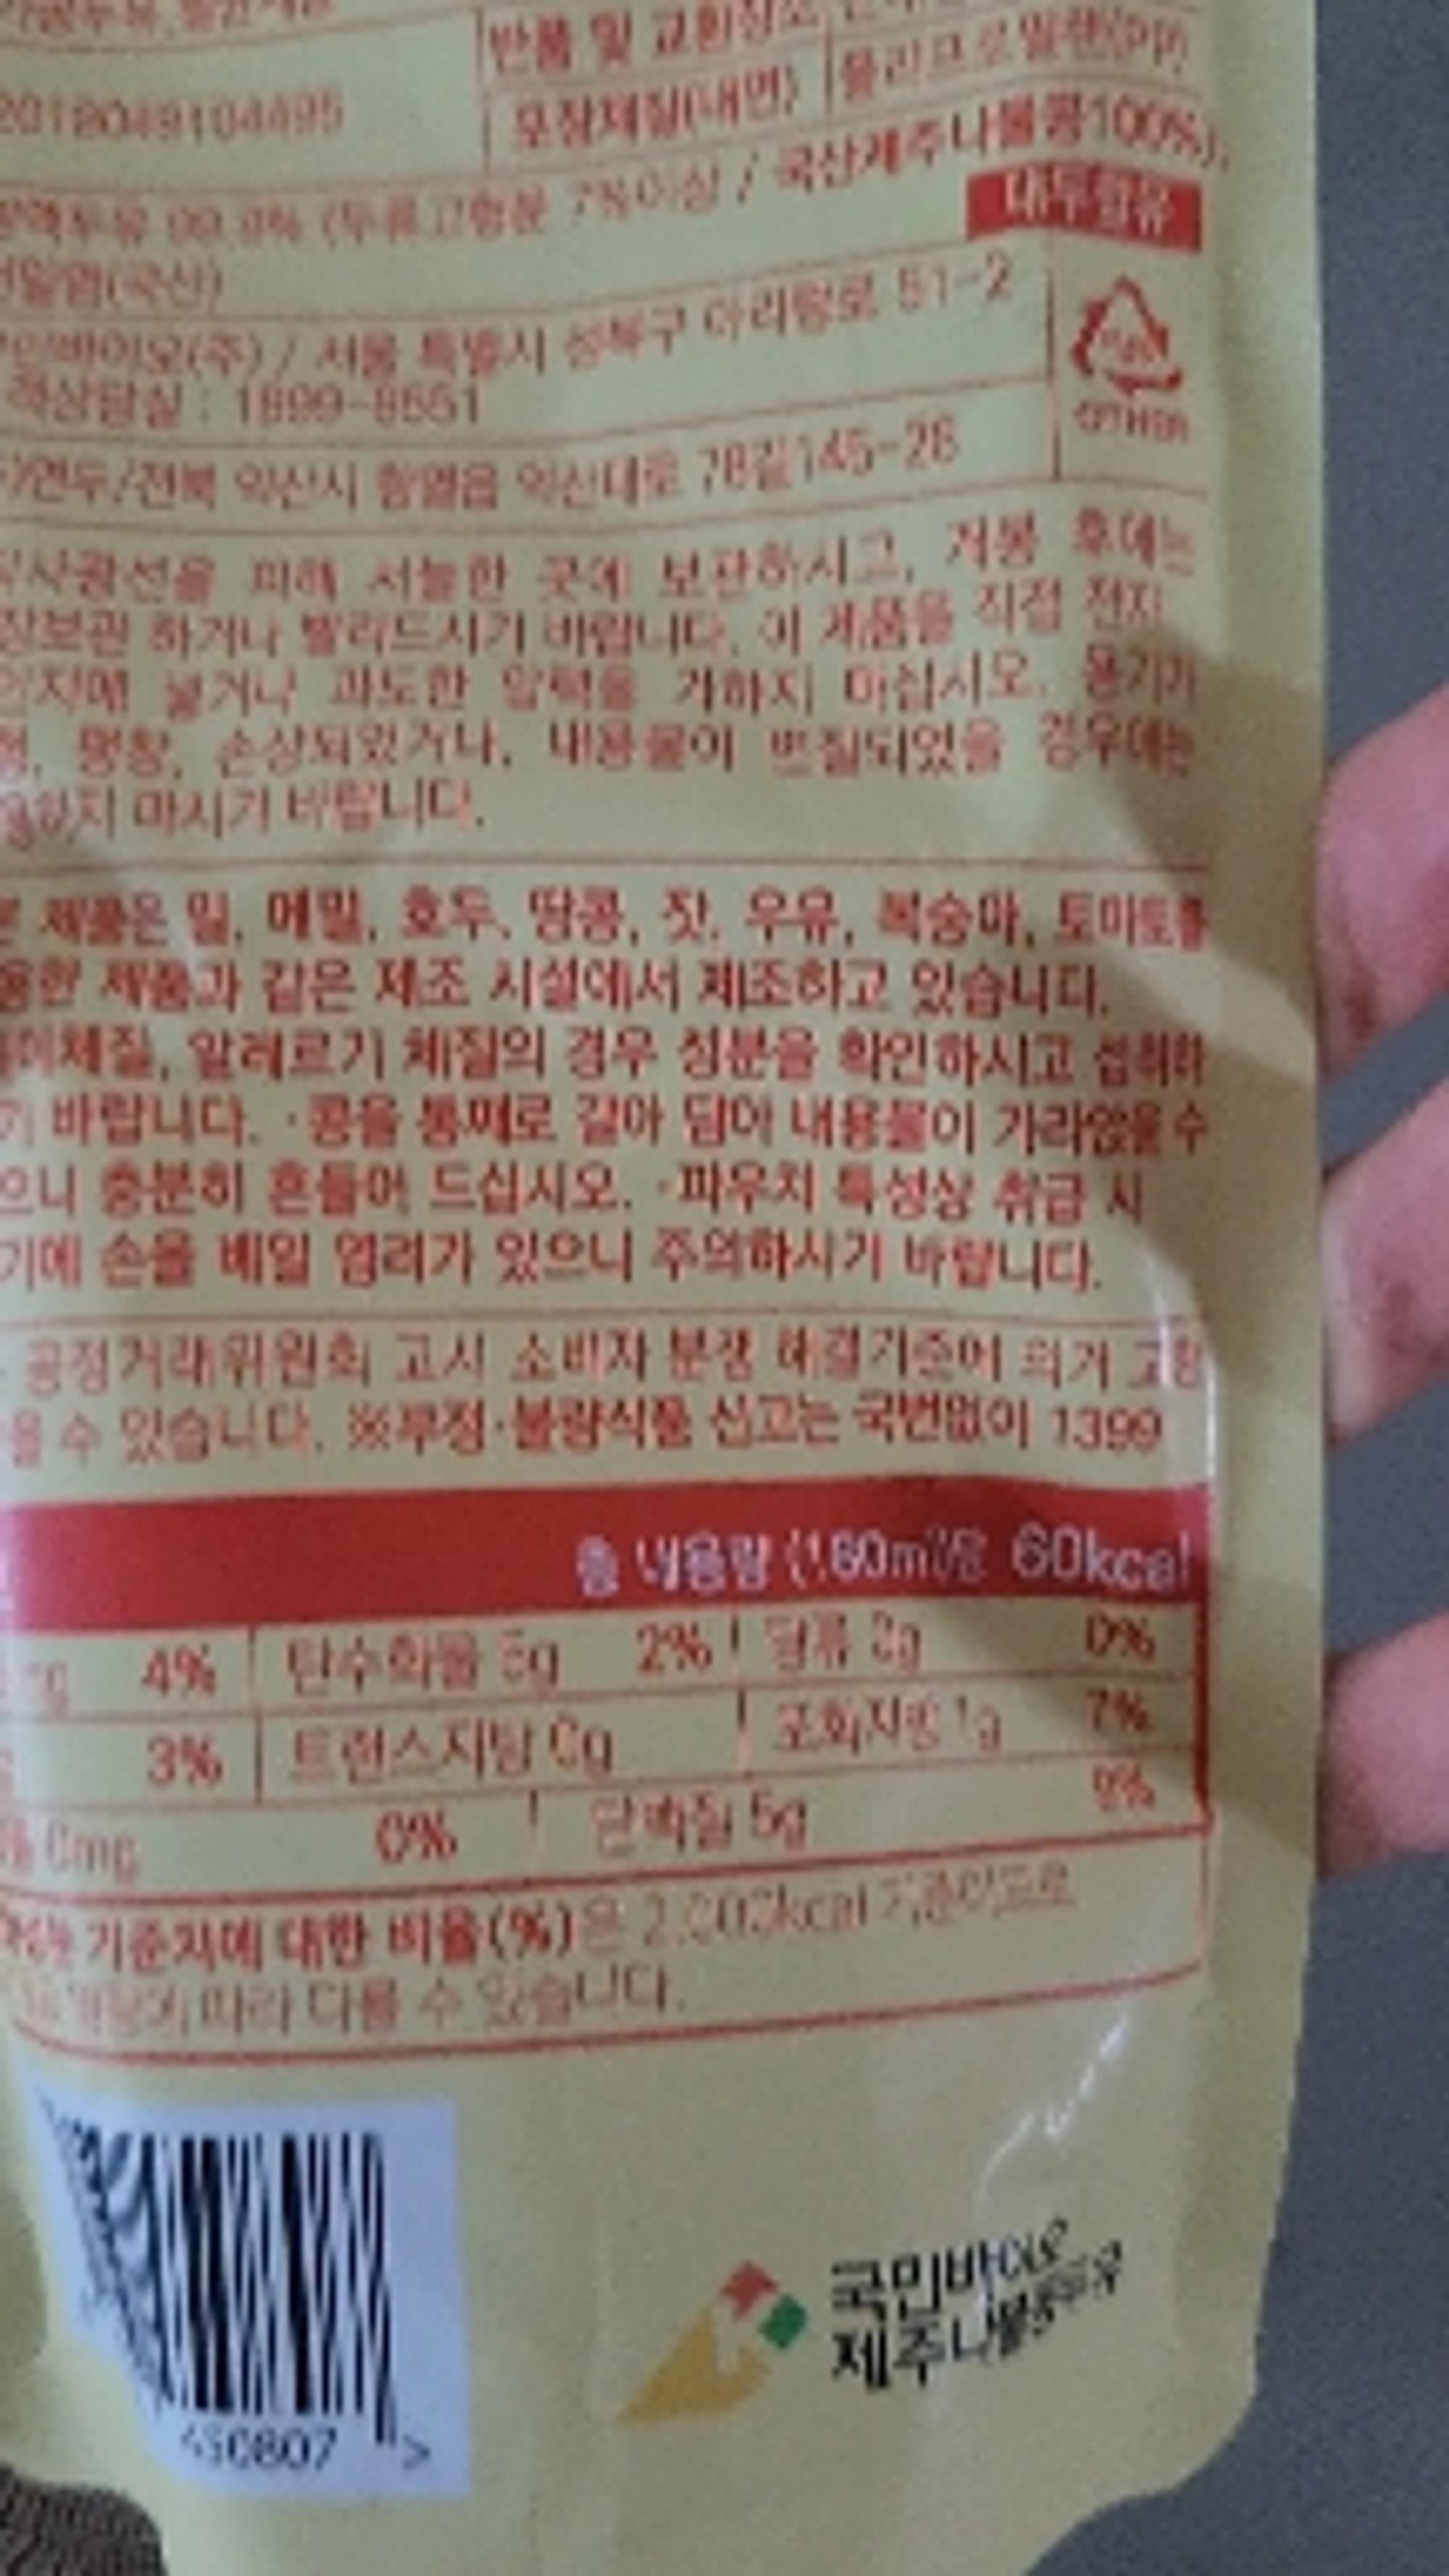 반품 및 교환장소
2018049104495
포장재질(내면) 폴리프로필렌(PP)
두유 99.9% (두유고형분 7%이상 / 국산제주나물콩100%),
대두함유
천일염(국산)
국민바이오(주) / 서울 특별시 성북구 아리랑로 51-2
고객상담실 : 1899-8551
OTHER
연두/전북 익산시 함열읍 익산대로 78길 145-26
직사광선을 피해 서늘한 곳에 보관하시고, 개봉 후에는
냉장보관 하거나 빨리드시기 바랍니다. 이 제품을 직접 전자
레인지에 넣거나 과도한 압력을 가하지 마십시오. 용기가
팽창, 손상되었거나, 내용물이 변질되었을 경우에는
마시기 바랍니다.
본 제품은 밀, 메밀, 호두, 땅콩, 잣, 우유, 복숭아, 토마토를
사용한 제품과 같은 제조 시설에서 제조하고 있습니다.
특이체질, 알레르기 체질의 경우 성분을 확인하시고 섭취하
기 바랍니다. ·콩을 통째로 갈아 담아 내용물이 가라앉을 수
있으니 충분히 흔들어 드십시오. ·파우치 특성상 취급 시
기에 손을 베일 염려가 있으니 주의하시기 바랍니다.
공정거래위원회 고시 소비자 분쟁 해결기준에 의거 교환
을 수 있습니다. ※부정·불량식품 신고는 국번없이 1399
총 내용량 (160ml)당 60kcal
4% 탄수화물 5g 2% 당류 3g 0%
3% 트랜스지방 0g 포화지방 1g 7%
0mg 0% 단백질 5g 9%
기준치에 대한 비율(%)은 2,000kcal 기준이므로
따라 다를 수 있습니다.
450807 >
국민바이오
제주나물콩두유